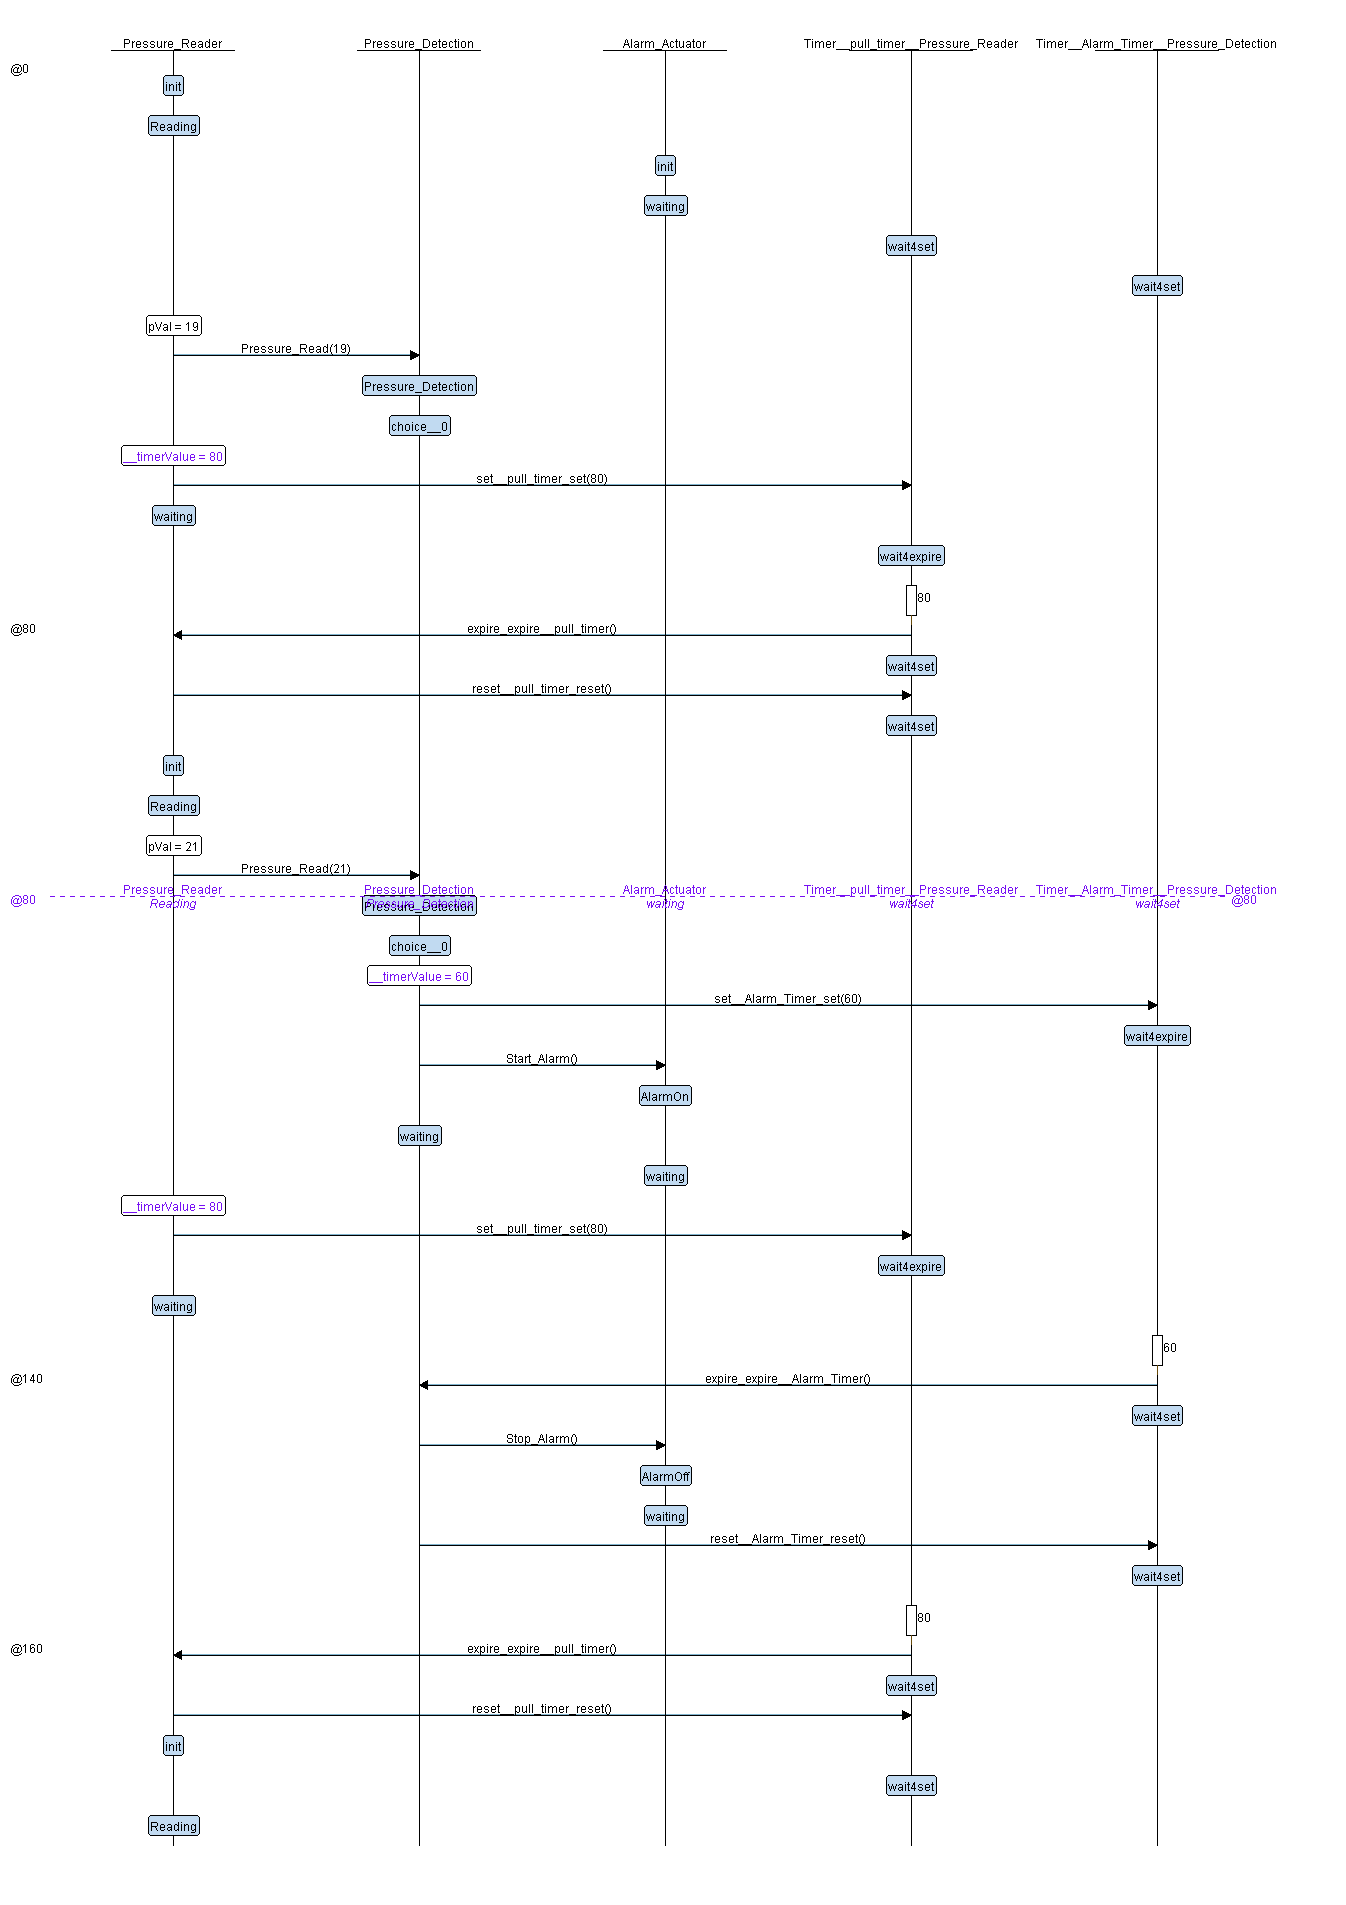 Pressure_Reader Pressure_Detection Alarm_Actuator Timer__pull_timer__Pressure_Reader Timer__Alarm_Timer__Pressure_Detection
@0
init
Reading
init
waiting
wait4set
wait4set
pVal = 19
Pressure_Read(19)
Pressure_Detection
choice__0
__timerValue = 80
set__pull_timer_set(80)
waiting
wait4expire
80
@80 expire_expire__pull_timer()
wait4set
reset__pull_timer_reset()
wait4set
init
Reading
pVal = 21
Pressure_Read(21)
Pressure_Reader Pressure_Detection Alarm_Actuator Timer__pull_timer__Pressure_Reader Timer__Alarm_Timer__Pressure_Detection
@80 Reading Pressure_Detection waiting wait4set wait4set @80
Pressure_Detection
choice__0
__timerValue = 60
set__Alarm_Timer_set(60)
wait4expire
Start_Alarm()
AlarmOn
waiting
waiting
__timerValue = 80
set__pull_timer_set(80)
wait4expire
waiting
60
@140 expire_expire__Alarm_Timer()
wait4set
Stop_Alarm()
AlarmOff
waiting
reset__Alarm_Timer_reset()
wait4set
80
@160 expire_expire__pull_timer()
wait4set
reset__pull_timer_reset()
init
wait4set
Reading